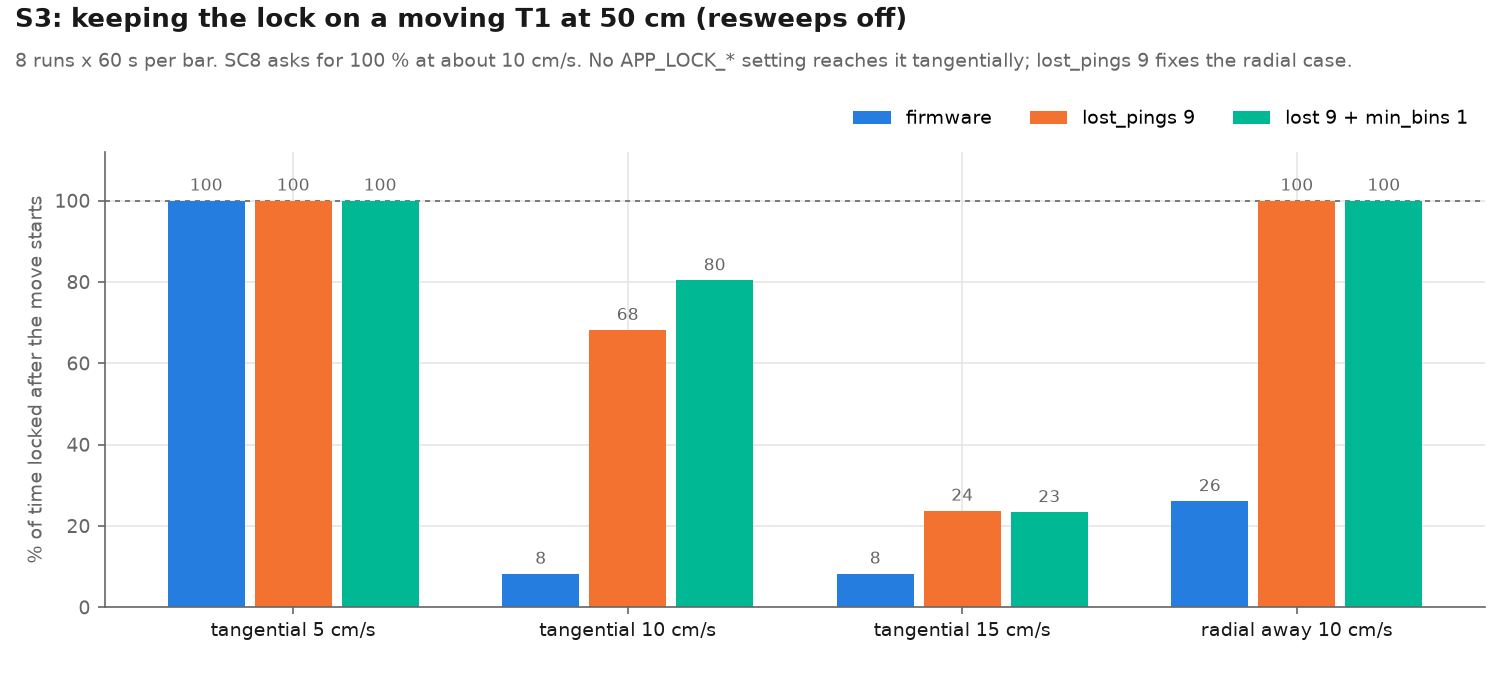 S3: keeping the lock on a moving T1 at 50 cm (resweeps off)
8 runs x 60 s per bar. SC8 asks for 100 % at about 10 cm/s. No APP_LOCK_* setting reaches it tangentially; lost_pings 9 fixes the radial case.
firmware lost_pings 9 lost 9 + min_bins 1
% of time locked after the move starts
100
80
60
40
20
0
100 100 100
8 68 80
8 24 23
26 100 100
tangential 5 cm/s tangential 10 cm/s tangential 15 cm/s radial away 10 cm/s